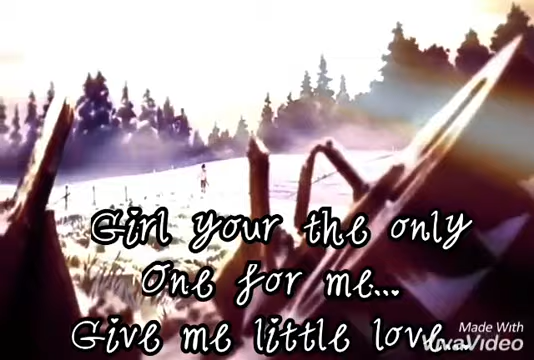 Girl your the only
One for me...
Give me little love...
Made With
VivaVideo